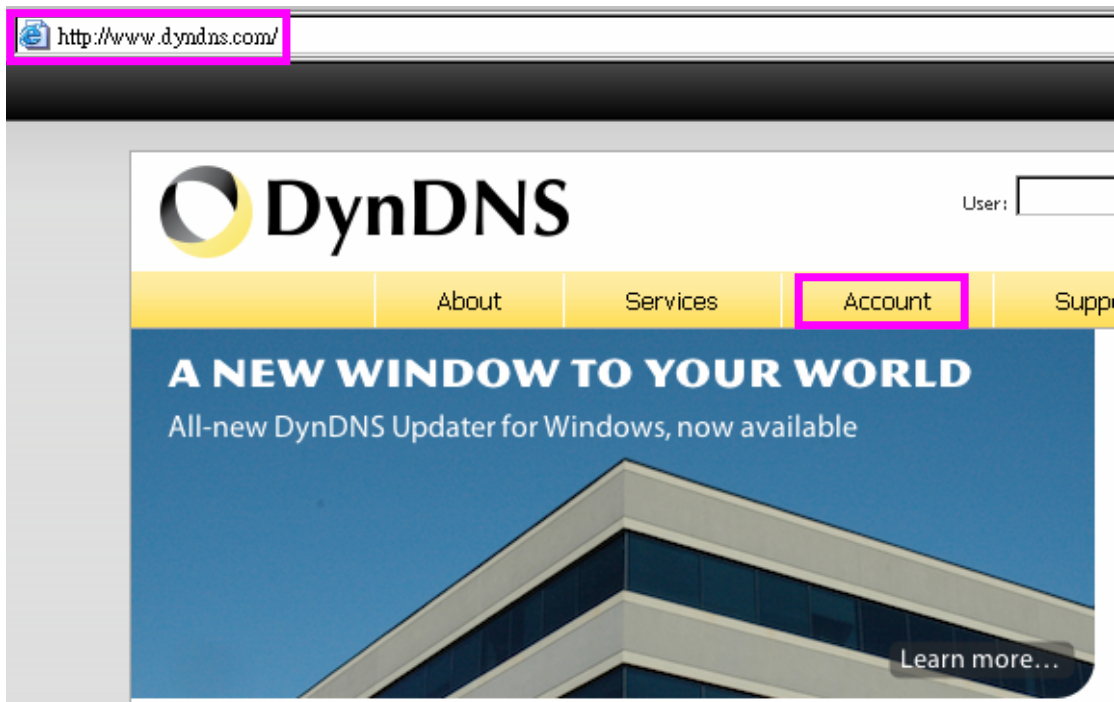 http://www.dyndns.com/
DynDNS
User:
About Services Account Suppo
A NEW WINDOW TO YOUR WORLD
All-new DynDNS Updater for Windows, now available
Learn more...